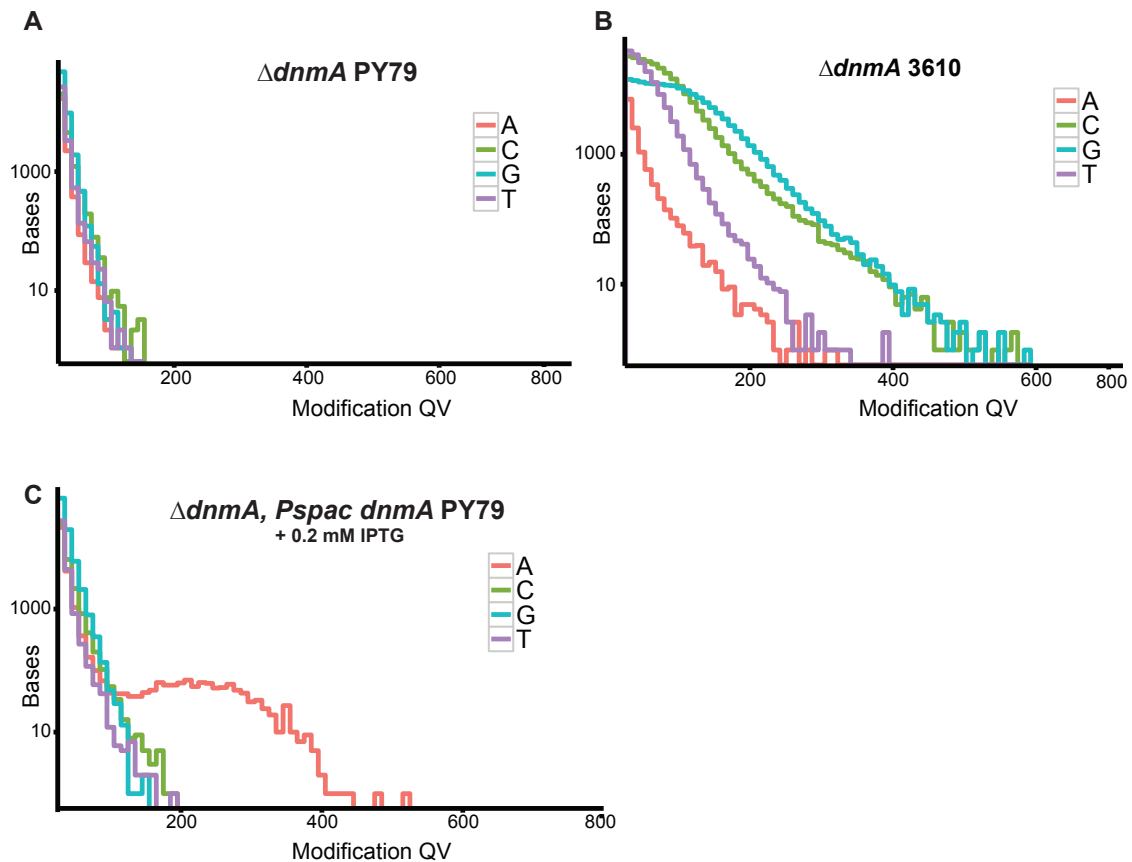 A
ΔdnmA PY79
A
C
G
T
1000
10
Bases
200
400
600
800
Modification QV
B
ΔdnmA 3610
A
C
G
T
1000
10
Bases
200
400
600
800
Modification QV
C
ΔdnmA, Pspac dnmA PY79
+ 0.2 mM IPTG
A
C
G
T
1000
10
Bases
200
400
600
800
Modification QV